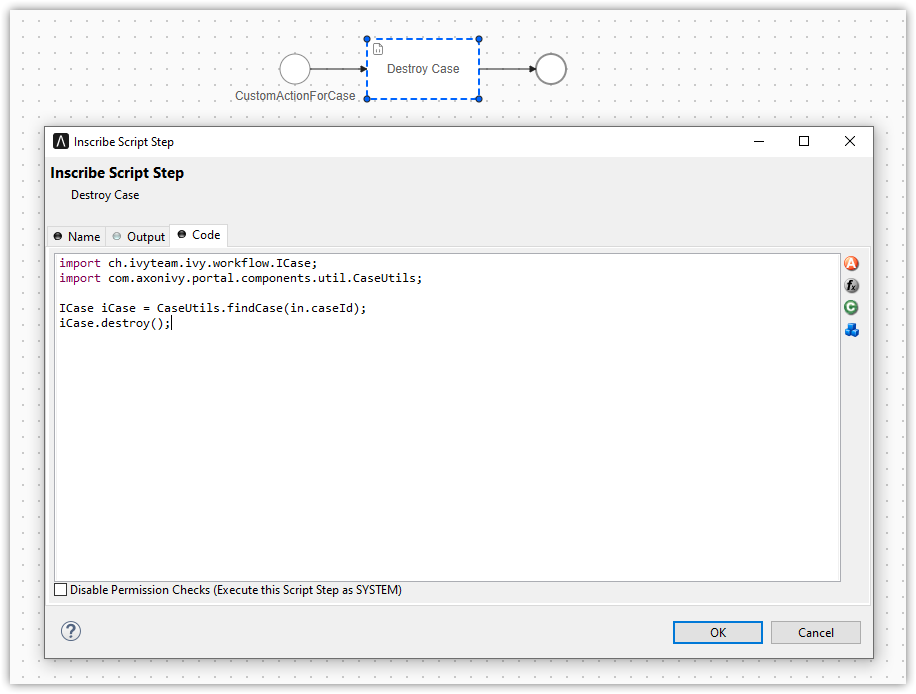 Destroy Case
CustomActionForCase
Inscribe Script Step
Inscribe Script Step
Destroy Case
Name
Output
Code
import ch.ivyteam.ivy.workflow.ICase;
import com.axonivy.portal.components.util.CaseUtils;
ICase iCase = CaseUtils.findCase(in.caseId);
iCase.destroy();
A
fx
C
Disable Permission Checks (Execute this Script Step as SYSTEM)
?
OK
Cancel